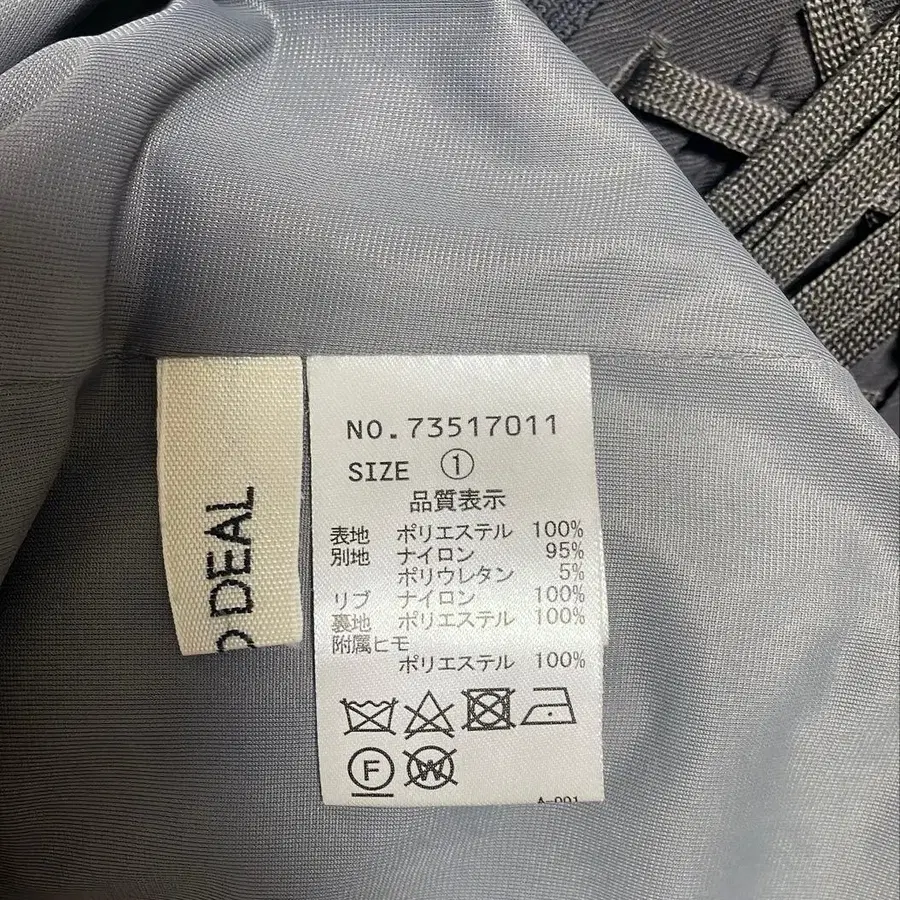 NO.73517011
SIZE ①
品質表示
表地 ポリエステル 100%
別地 ナイロン 95%
ポリウレタン 5%
リブ ナイロン 100%
裏地 ポリエステル 100%
附属ヒモ
ポリエステル 100%
F W
DEAL